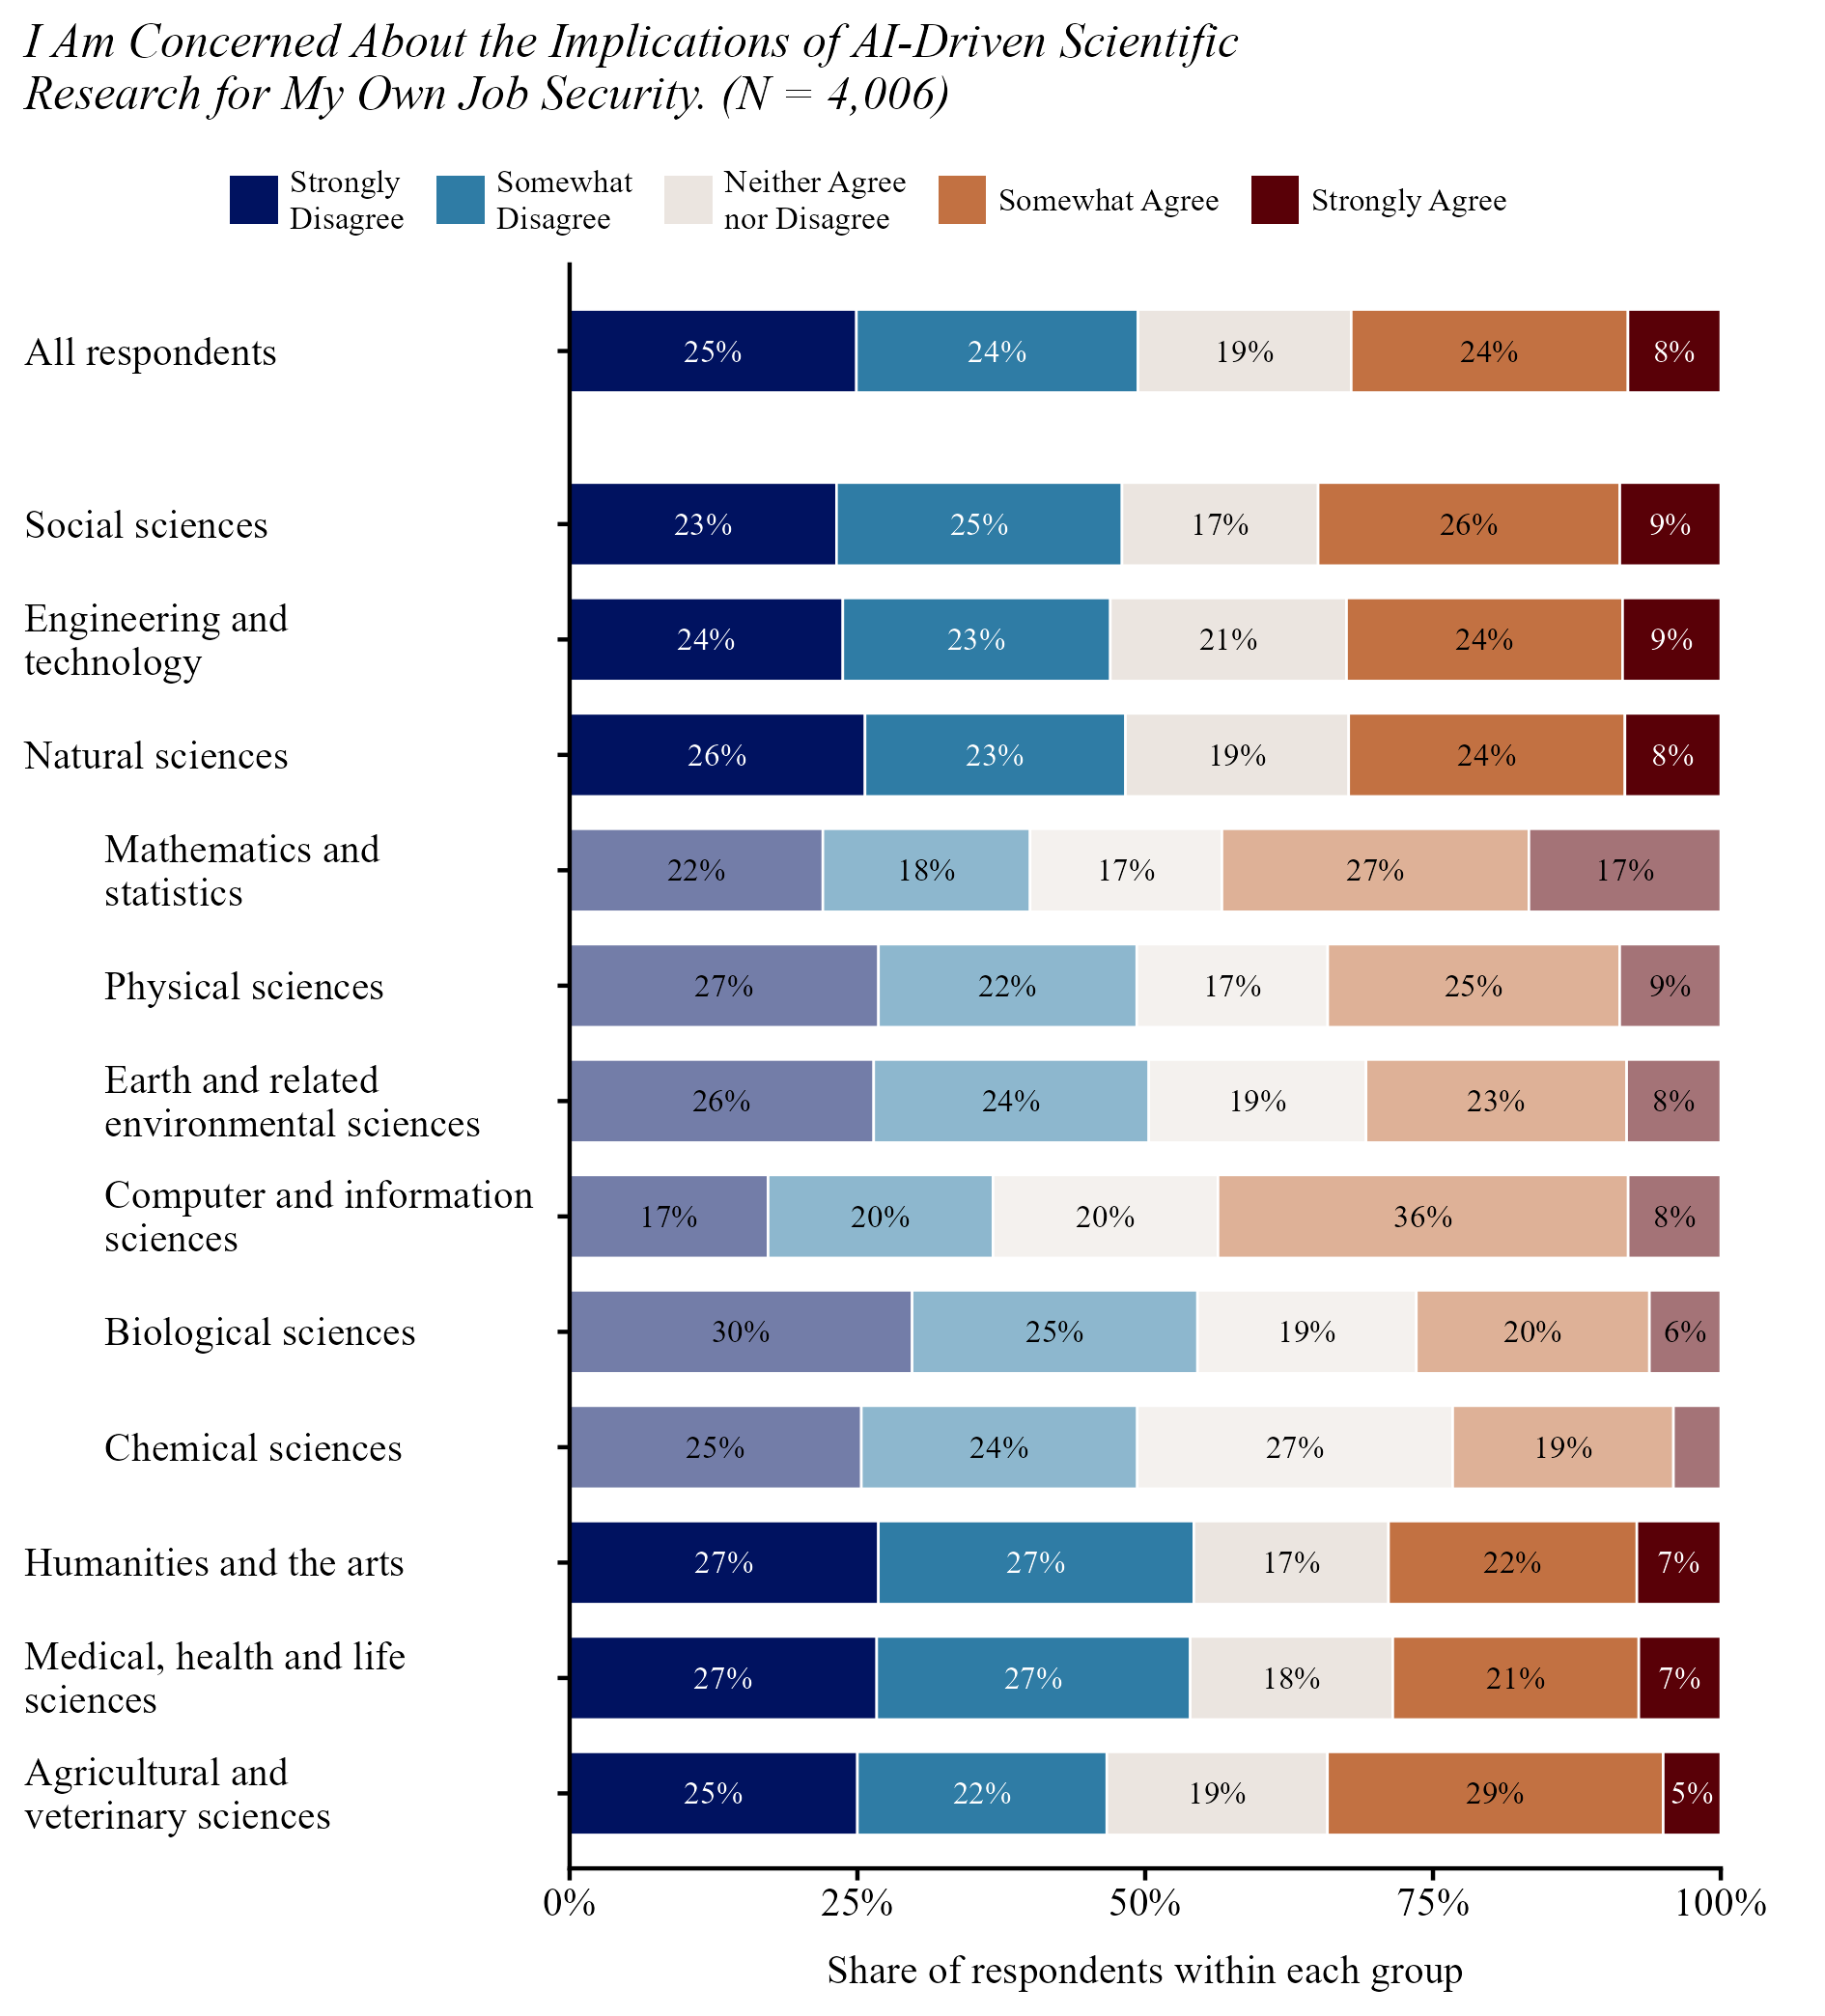 I Am Concerned About the Implications of AI-Driven Scientific
Research for My Own Job Security. (N = 4,006)
Strongly
Disagree
Somewhat
Disagree
Neither Agree
nor Disagree
Somewhat Agree
Strongly Agree
All respondents
25% 24% 19% 24% 8%
Social sciences
23% 25% 17% 26% 9%
Engineering and
technology
24% 23% 21% 24% 9%
Natural sciences
26% 23% 19% 24% 8%
Mathematics and
statistics
22% 18% 17% 27% 17%
Physical sciences
27% 22% 17% 25% 9%
Earth and related
environmental sciences
26% 24% 19% 23% 8%
Computer and information
sciences
17% 20% 20% 36% 8%
Biological sciences
30% 25% 19% 20% 6%
Chemical sciences
25% 24% 27% 19%
Humanities and the arts
27% 27% 17% 22% 7%
Medical, health and life
sciences
27% 27% 18% 21% 7%
Agricultural and
veterinary sciences
25% 22% 19% 29% 5%
0% 25% 50% 75% 100%
Share of respondents within each group